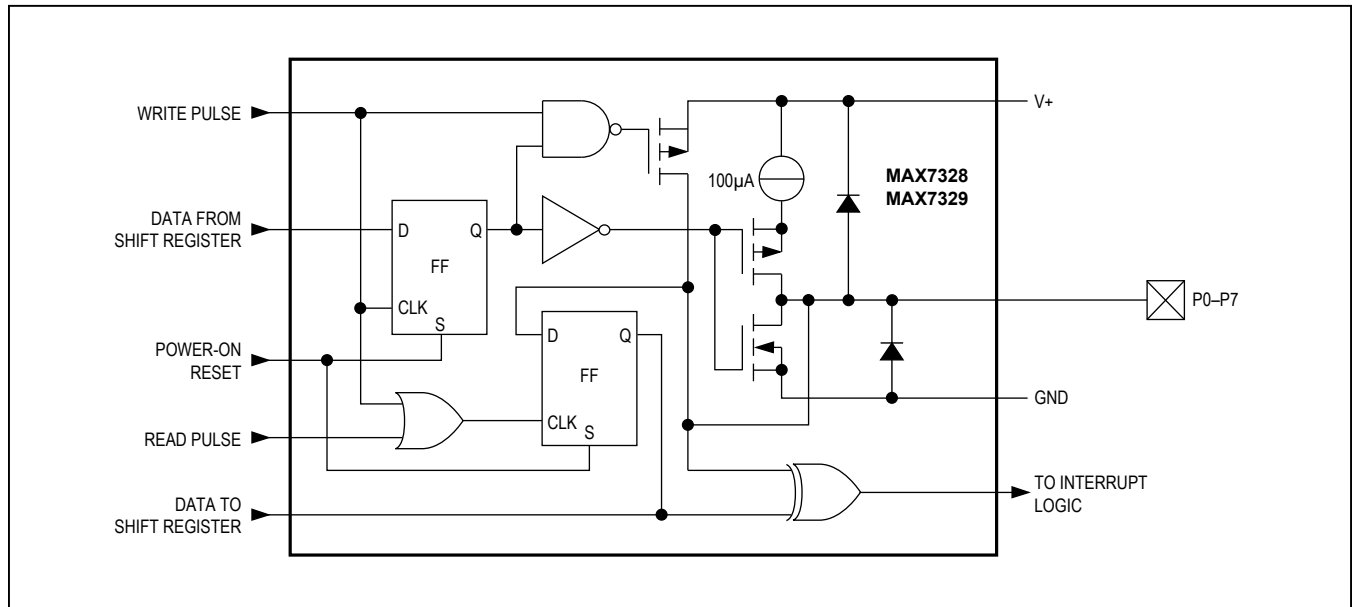 WRITE PULSE
V+
100µA
MAX7328
MAX7329
DATA FROM
SHIFT REGISTER
D
Q
FF
CLK
S
P0–P7
POWER-ON
RESET
D
Q
FF
CLK
S
GND
READ PULSE
TO INTERRUPT
LOGIC
DATA TO
SHIFT REGISTER